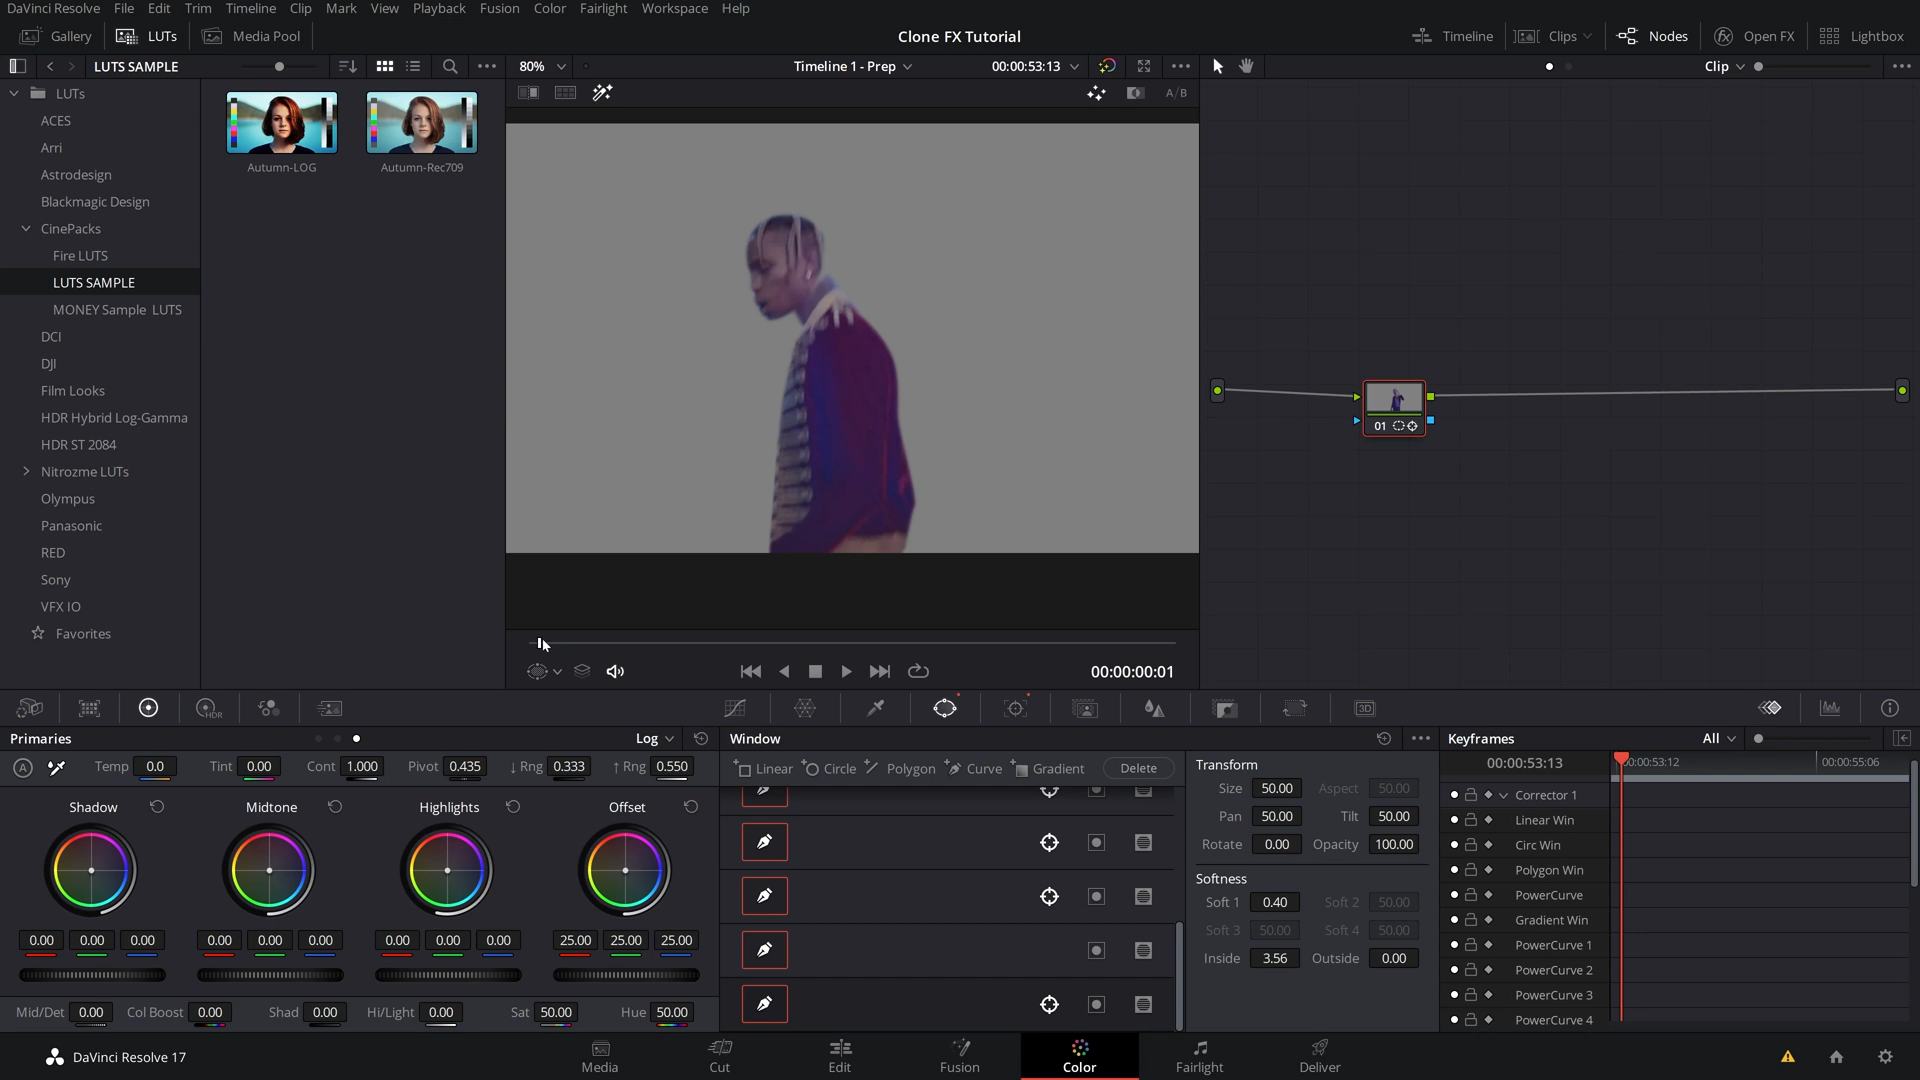 DaVinci Resolve File Edit Trim Timeline Clip Mark View Playback Fusion Color Fairlight Workspace Help
Gallery LUTs Media Pool Clone FX Tutorial Timeline Clips Nodes Open FX Lightbox
LUTS SAMPLE 80% Timeline 1 - Prep 00:00:53:13 Clip
A/B
LUTs
ACES
Arri
Astrodesign
Blackmagic Design
CinePacks
Fire LUTS
LUTS SAMPLE
MONEY Sample LUTS
DCI
DJI
Film Looks
HDR Hybrid Log-Gamma
HDR ST 2084
Nitrozme LUTs
Olympus
Panasonic
RED
Sony
VFX IO
Favorites
Autumn-LOG Autumn-Rec709
01
00:00:00:01
HDR 3D
Primaries Log
A Temp 0.0 Tint 0.00 Cont 1.000 Pivot 0.435 ↓ Rng 0.333 ↑ Rng 0.550
Shadow Midtone Highlights Offset
0.00 0.00 0.00 0.00 0.00 0.00 0.00 0.00 0.00 25.00 25.00 25.00
Mid/Det 0.00 Col Boost 0.00 Shad 0.00 Hi/Light 0.00 Sat 50.00 Hue 50.00
Window
Linear Circle Polygon Curve Gradient Delete
Transform
Size 50.00 Aspect 50.00
Pan 50.00 Tilt 50.00
Rotate 0.00 Opacity 100.00
Softness
Soft 1 0.40 Soft 2 50.00
Soft 3 50.00 Soft 4 50.00
Inside 3.56 Outside 0.00
Keyframes All
00:00:53:13 00:00:53:12 00:00:55:06
Corrector 1
Linear Win
Circ Win
Polygon Win
PowerCurve
Gradient Win
PowerCurve 1
PowerCurve 2
PowerCurve 3
PowerCurve 4
DaVinci Resolve 17
Media Cut Edit Fusion Color Fairlight Deliver